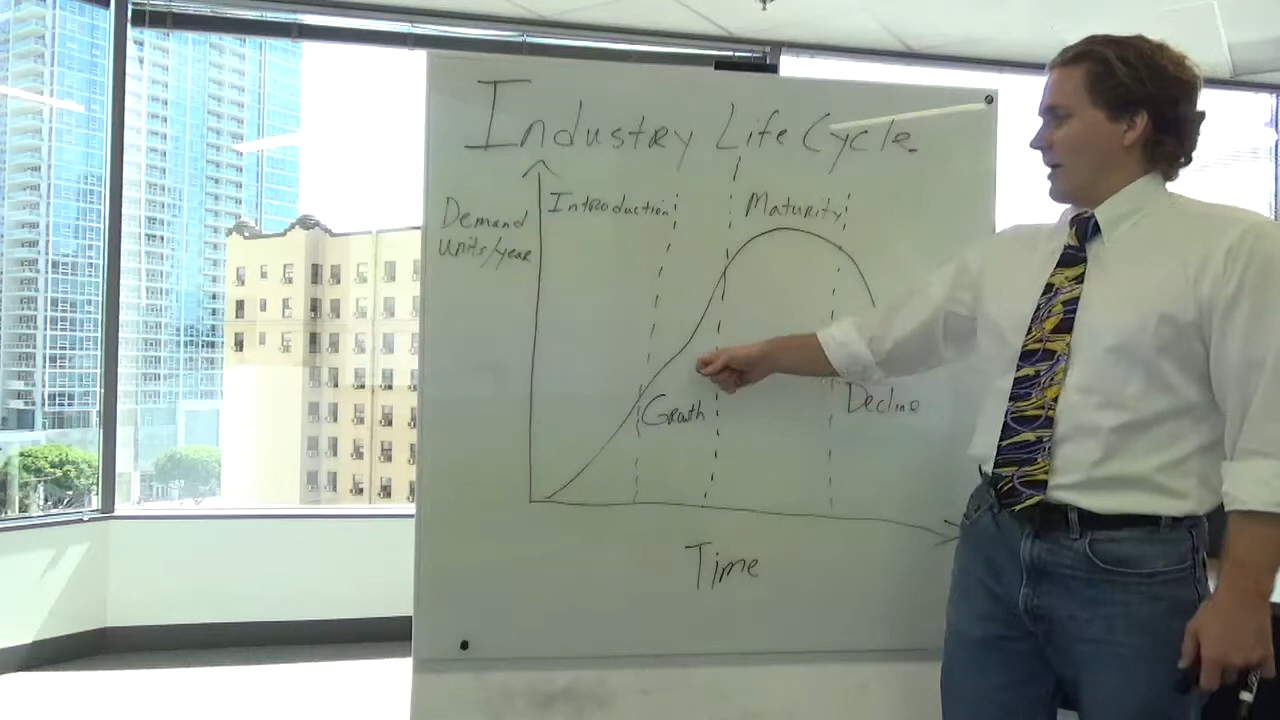 Industry Life Cycle.
Introduction
Maturity
Demand
Units/year
Growth
Decline
Time